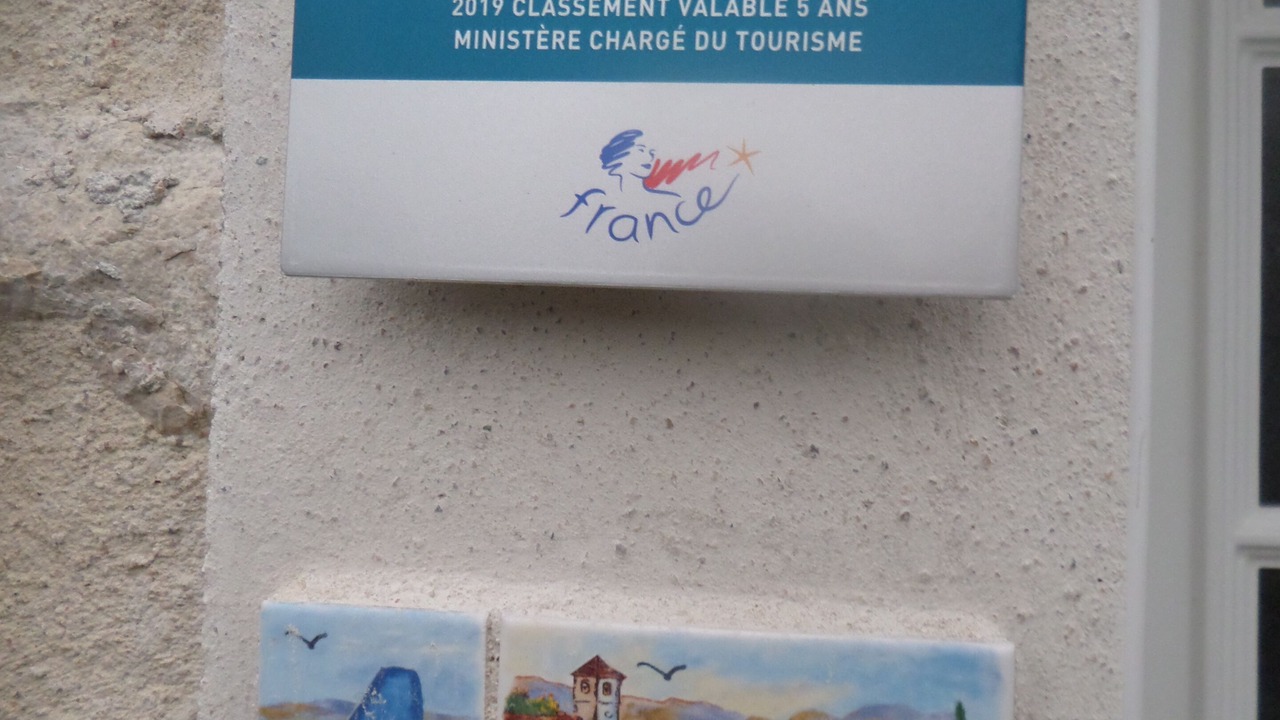 2019 CLASSEMENT VALABLE 5 ANS
MINISTÈRE CHARGÉ DU TOURISME
france